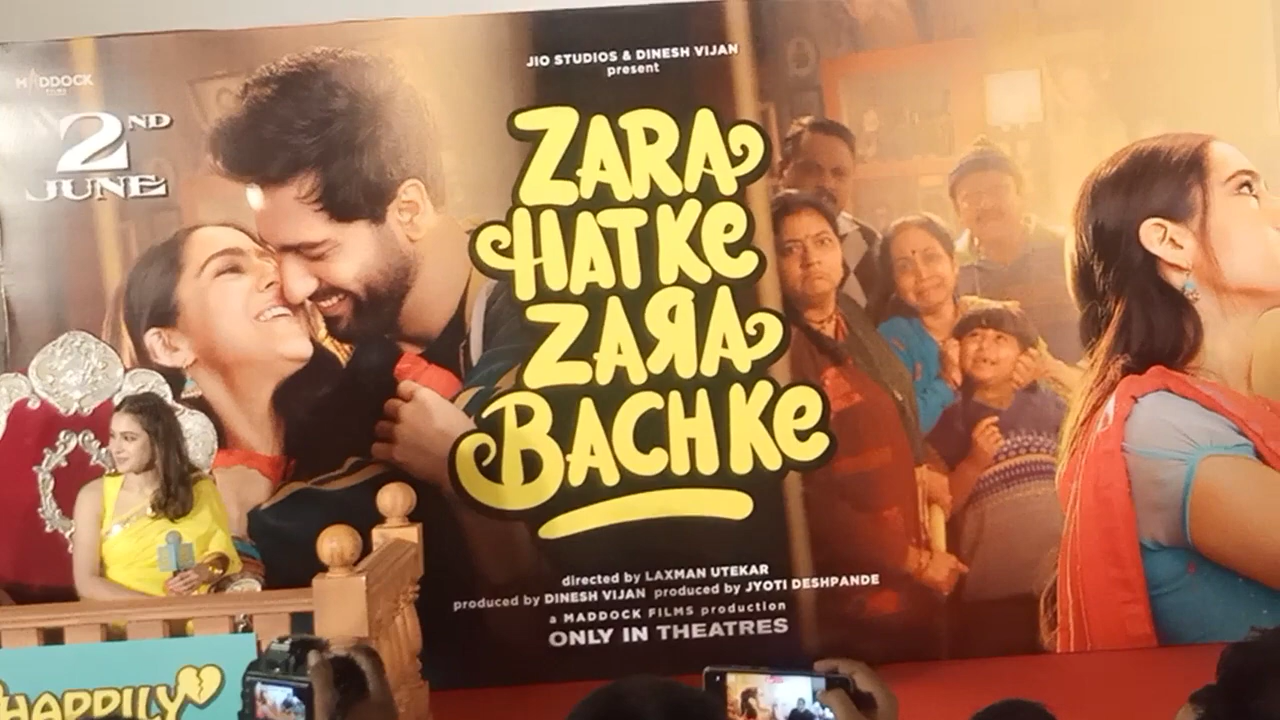 MADDOCK
FILMS
2ND
JUNE
JIO STUDIOS & DINESH VIJAN
present
ZARA
HATKE
ZARA
BACHKE
directed by LAXMAN UTEKAR
produced by DINESH VIJAN produced by JYOTI DESHPANDE
a MADDOCK FILMS production
ONLY IN THEATRES
HAPPILY